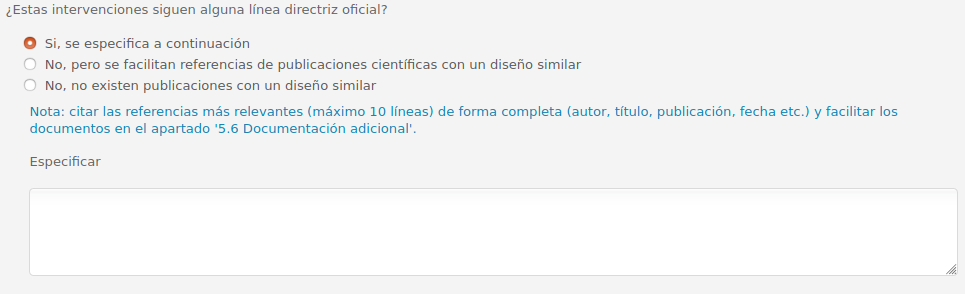 ¿Estas intervenciones siguen alguna línea directriz oficial?
Si, se especifica a continuación
No, pero se facilitan referencias de publicaciones científicas con un diseño similar
No, no existen publicaciones con un diseño similar
Nota: citar las referencias más relevantes (máximo 10 líneas) de forma completa (autor, título, publicación, fecha etc.) y facilitar los
documentos en el apartado '5.6 Documentación adicional'.
Especificar